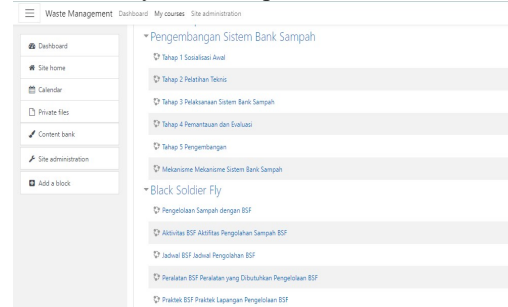 Waste Management Dashboard My courses Site administration
Dashboard
Site home
Calendar
Private files
Content bank
Site administration
Add a block
Pengembangan Sistem Bank Sampah
Tahap 1 Sosialisasi Awal
Tahap 2 Pelatihan Teknis
Tahap 3 Pelaksanaan Sistem Bank Sampah
Tahap 4 Pemantauan dan Evaluasi
Tahap 5 Pengembangan
Mekanisme Mekanisme Sistem Bank Sampah
Black Soldier Fly
Pengelolaan Sampah dengan BSF
Aktivitas BSF Aktifitas Pengolahan Sampah BSF
Jadwal BSF Jadwal Pengolahan BSF
Peralatan BSF Peralatan yang Dibutuhkan Pengelolaan BSF
Praktek BSF Praktek Lapangan Pengelolaan BSF